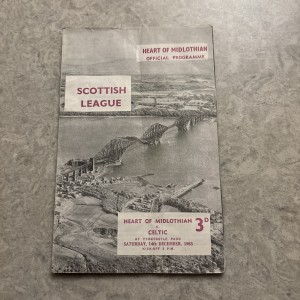 HEART OF MIDLOTHIAN
OFFICIAL PROGRAMME
SCOTTISH
LEAGUE
HEART OF MIDLOTHIAN
v
CELTIC
3D
AT TYNECASTLE PARK
SATURDAY, 14th DECEMBER,
KICK-OFF 2 P.M.